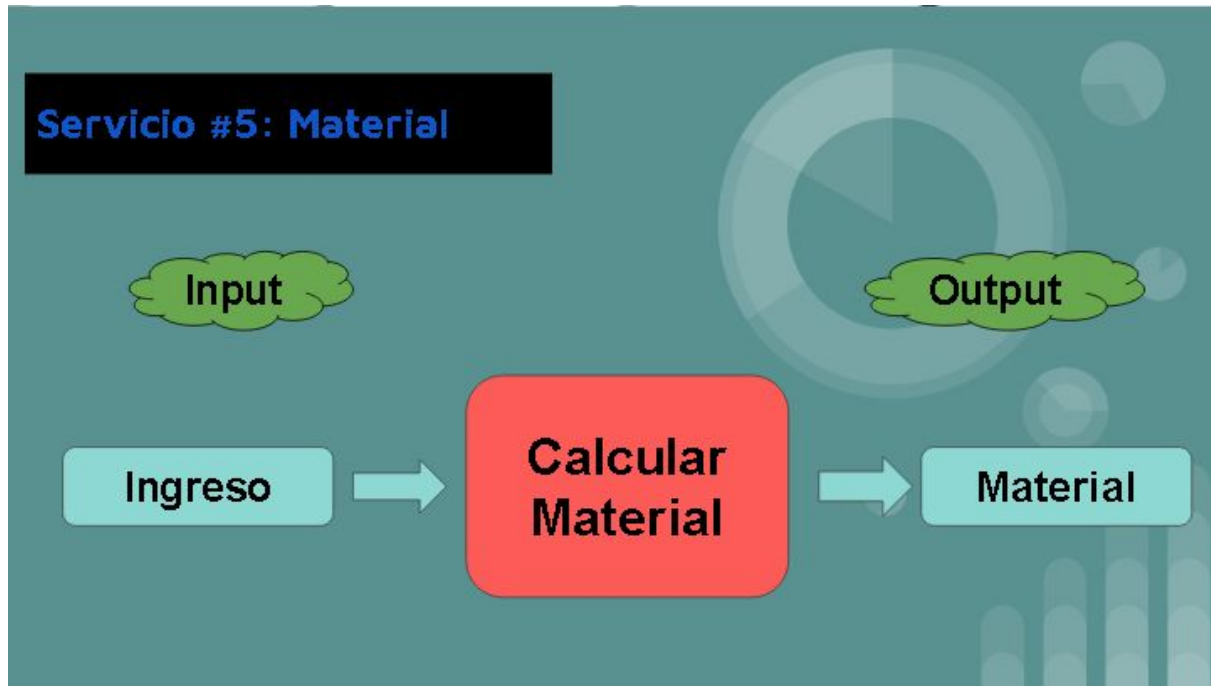 Servicio #5: Material
Input
Output
Ingreso
Calcular
Material
Material